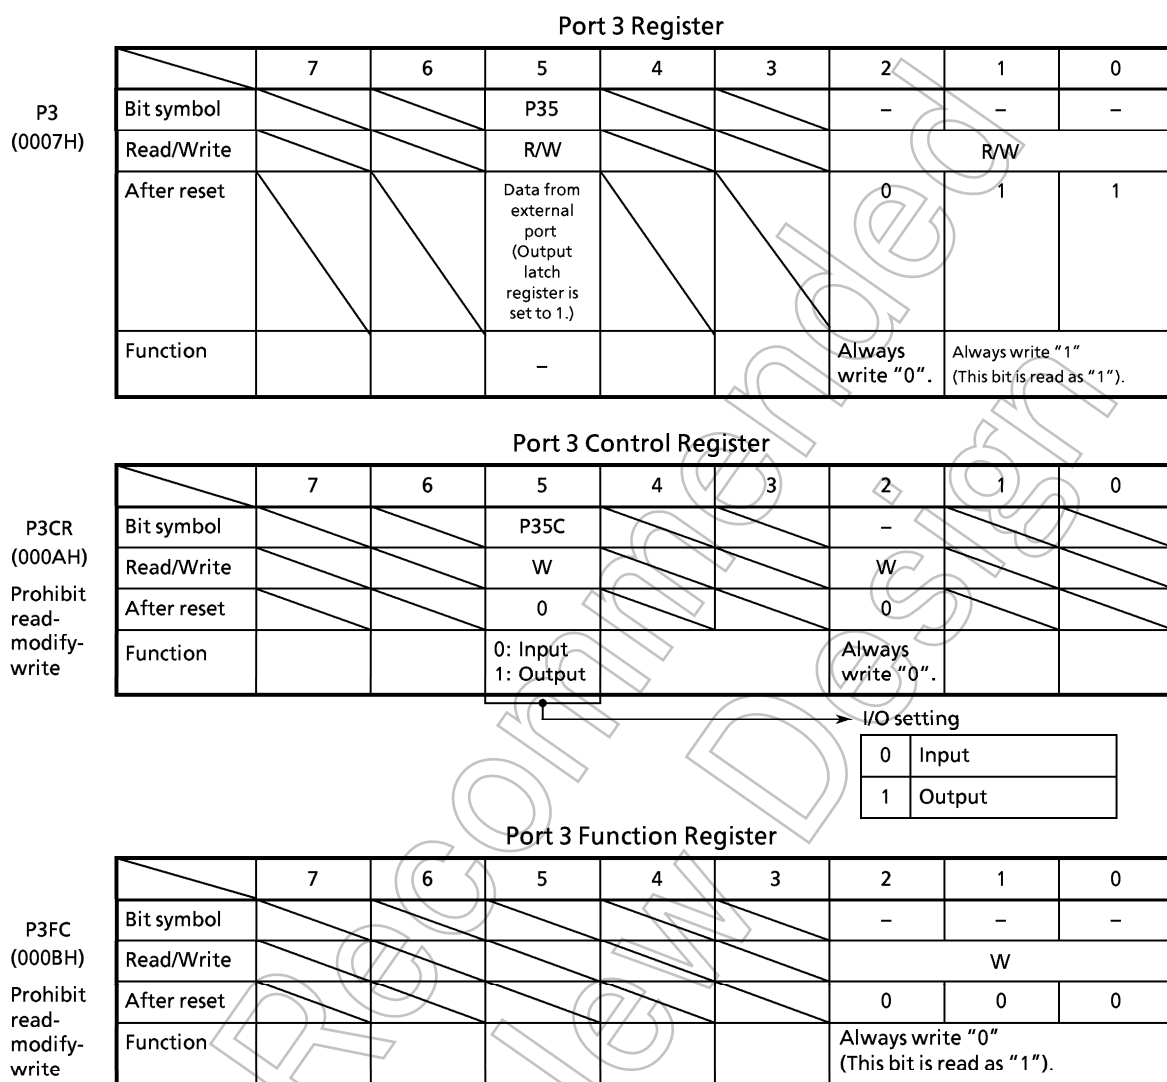 Port 3 Register
7 6 5 4 3 2 1 0
P3
(0007H)
Bit symbol P35 – – –
Read/Write R/W R/W
After reset Data from external port (Output latch register is set to 1.) 0 1 1
Function – Always write "0". Always write "1" (This bit is read as "1").
Port 3 Control Register
7 6 5 4 3 2 1 0
P3CR
(000AH)
Prohibit
read-
modify-
write
Bit symbol P35C –
Read/Write W W
After reset 0 0
Function 0: Input 1: Output Always write "0".
I/O setting
0 Input
1 Output
Port 3 Function Register
7 6 5 4 3 2 1 0
P3FC
(000BH)
Prohibit
read-
modify-
write
Bit symbol – – –
Read/Write W
After reset 0 0 0
Function Always write "0" (This bit is read as "1").
Recommended
ew Design